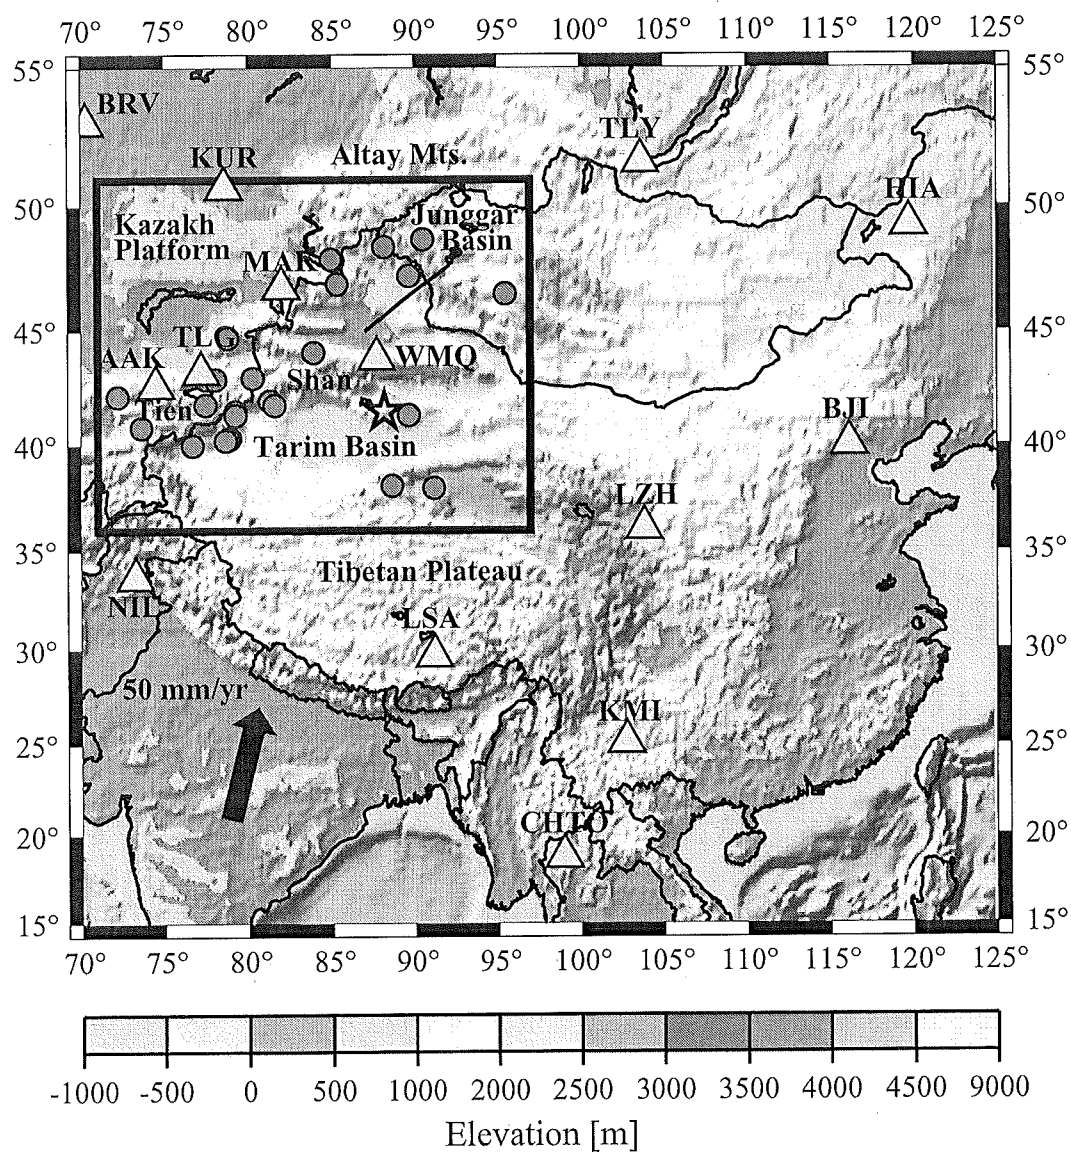 70° 75° 80° 85° 90° 95° 100° 105° 110° 115° 120° 125°
55° 55°
BRV
TLY
KUR Altay Mts.
HIA
50° 50°
Junggar
Kazakh
Basin
Platform
MAK
45° 45°
TLG
AAK WMQ
Shan
BJI
Tien
40° Tarim Basin 40°
LZH
35° 35°
Tibetan Plateau
NIL
LSA
30° 30°
50 mm/yr
KMI
25° 25°
CHTO
20° 20°
15° 15°
70° 75° 80° 85° 90° 95° 100° 105° 110° 115° 120° 125°
-1000 -500 0 500 1000 2000 2500 3000 3500 4000 4500 9000
Elevation [m]